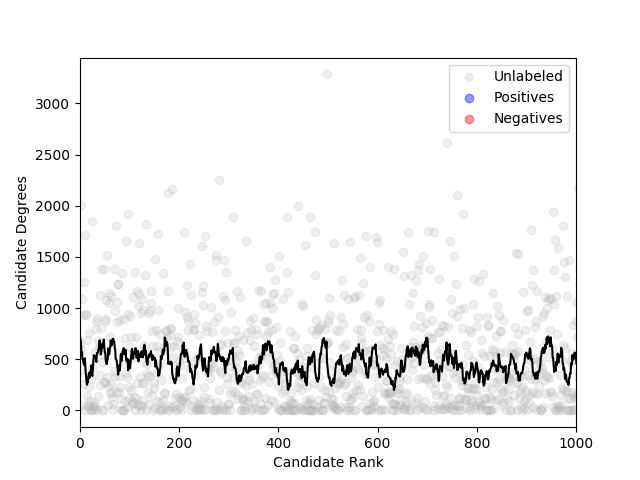 Unlabeled
Positives
Negatives
3000
2500
2000
1500
1000
500
0
Candidate Degrees
0 200 400 600 800 1000
Candidate Rank